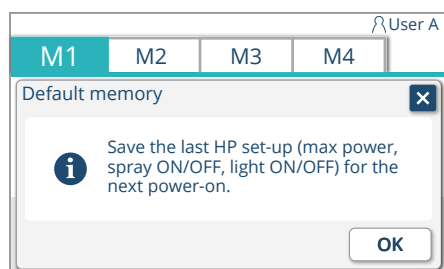 User A
M1 M2 M3 M4
Default memory
Save the last HP set-up (max power,
spray ON/OFF, light ON/OFF) for the
next power-on.
OK